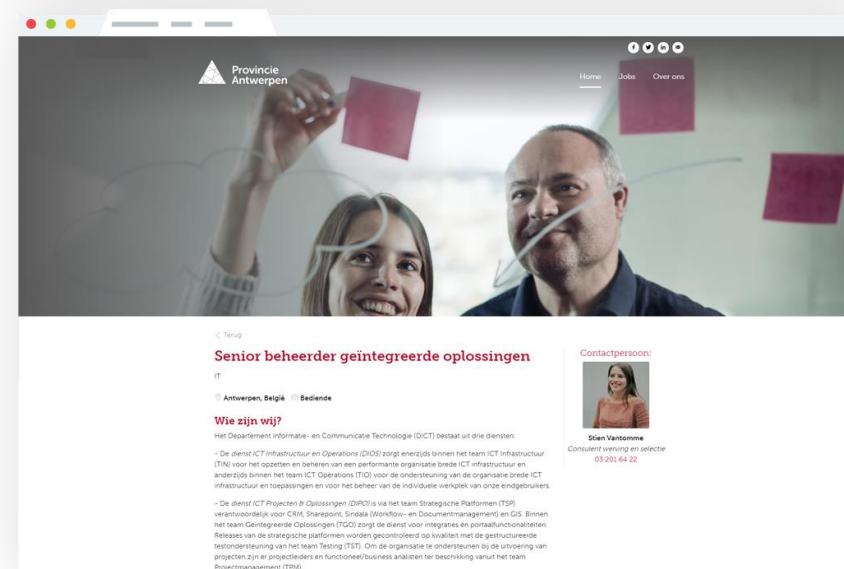 Provincie
Antwerpen
Home Jobs Over ons
Terug
Senior beheerder geïntegreerde oplossingen
IT
Antwerpen, België Bediende
Wie zijn wij?
Het Departement Informatie- en Communicatie Technologie (DICT) bestaat uit drie diensten:
- De dienst ICT Infrastructuur en Operations (DIOS) zorgt enerzijds binnen het team ICT Infrastructuur
(TIN) voor het opzetten en beheren van een performante organisatie brede ICT infrastructuur en
anderzijds binnen het team ICT Operations (TIO) voor de ondersteuning van de organisatie brede ICT
infrastructuur en toepassingen en voor het beheer van de individuele werkplek van onze eindgebruikers.
- De dienst ICT Projecten & Oplossingen (DIPO) is via het team Strategische Platformen (TSP)
verantwoordelijk voor CRM, Sharepoint, Sindala (Workflow- en Documentmanagement) en GIS. Binnen
het team Geïntegreerde Oplossingen (TGO) zorgt de dienst voor integraties en portaalfunctionaliteiten.
Releases van de strategische platformen worden gecontroleerd op kwaliteit met de gestructureerde
testondersteuning van het team Testing (TST). Om de organisatie te ondersteunen bij de uitvoering van
projecten zijn er projectleiders en functioneel/business analisten ter beschikking vanuit het team
Projectmanagement (TPM).
Contactpersoon:
Stien Vantomme
Consulent werving en selectie
03 201 64 22